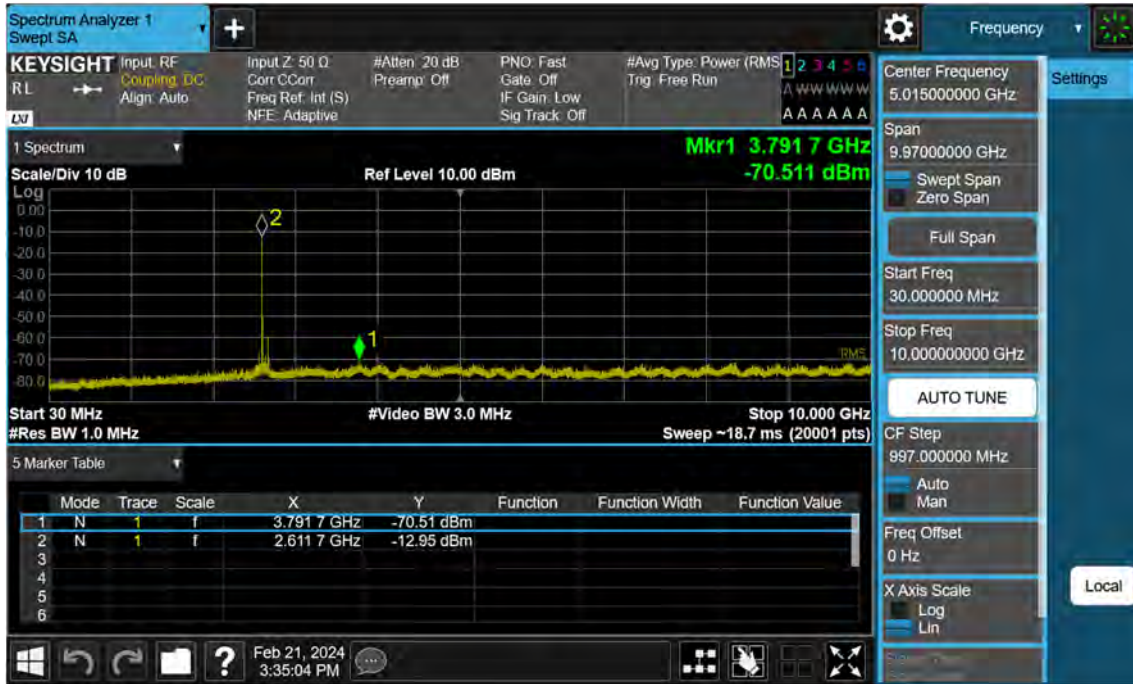 Spectrum Analyzer 1
Swept SA
+
Frequency
KEYSIGHT
RL
LXI
Input: RF
Coupling: DC
Align: Auto
Input Z: 50 Ω
Corr CCorr
Freq Ref: Int (S)
NFE: Adaptive
#Atten: 20 dB
Preamp: Off
PNO: Fast
Gate: Off
IF Gain: Low
Sig Track: Off
#Avg Type: Power (RMS
Trig: Free Run
1 2 3 4 5 6
A W W W W W
A A A A A A
Center Frequency
5.015000000 GHz
Settings
1 Spectrum
Scale/Div 10 dB
Ref Level 10.00 dBm
Mkr1 3.791 7 GHz
-70.511 dBm
Span
9.97000000 GHz
Swept Span
Zero Span
Full Span
Start Freq
30.000000 MHz
Stop Freq
10.000000000 GHz
AUTO TUNE
CF Step
997.000000 MHz
Auto
Man
Freq Offset
0 Hz
X Axis Scale
Log
Lin
Local
Log
0.00
-10.0
-20.0
-30.0
-40.0
-50.0
-60.0
-70.0
-80.0
2
1
RMS
Start 30 MHz
#Video BW 3.0 MHz
Stop 10.000 GHz
#Res BW 1.0 MHz
Sweep ~18.7 ms (20001 pts)
5 Marker Table
Mode Trace Scale X Y Function Function Width Function Value
1 N 1 f 3.791 7 GHz -70.51 dBm
2 N 1 f 2.611 7 GHz -12.95 dBm
3
4
5
6
?
Feb 21, 2024
3:35:04 PM